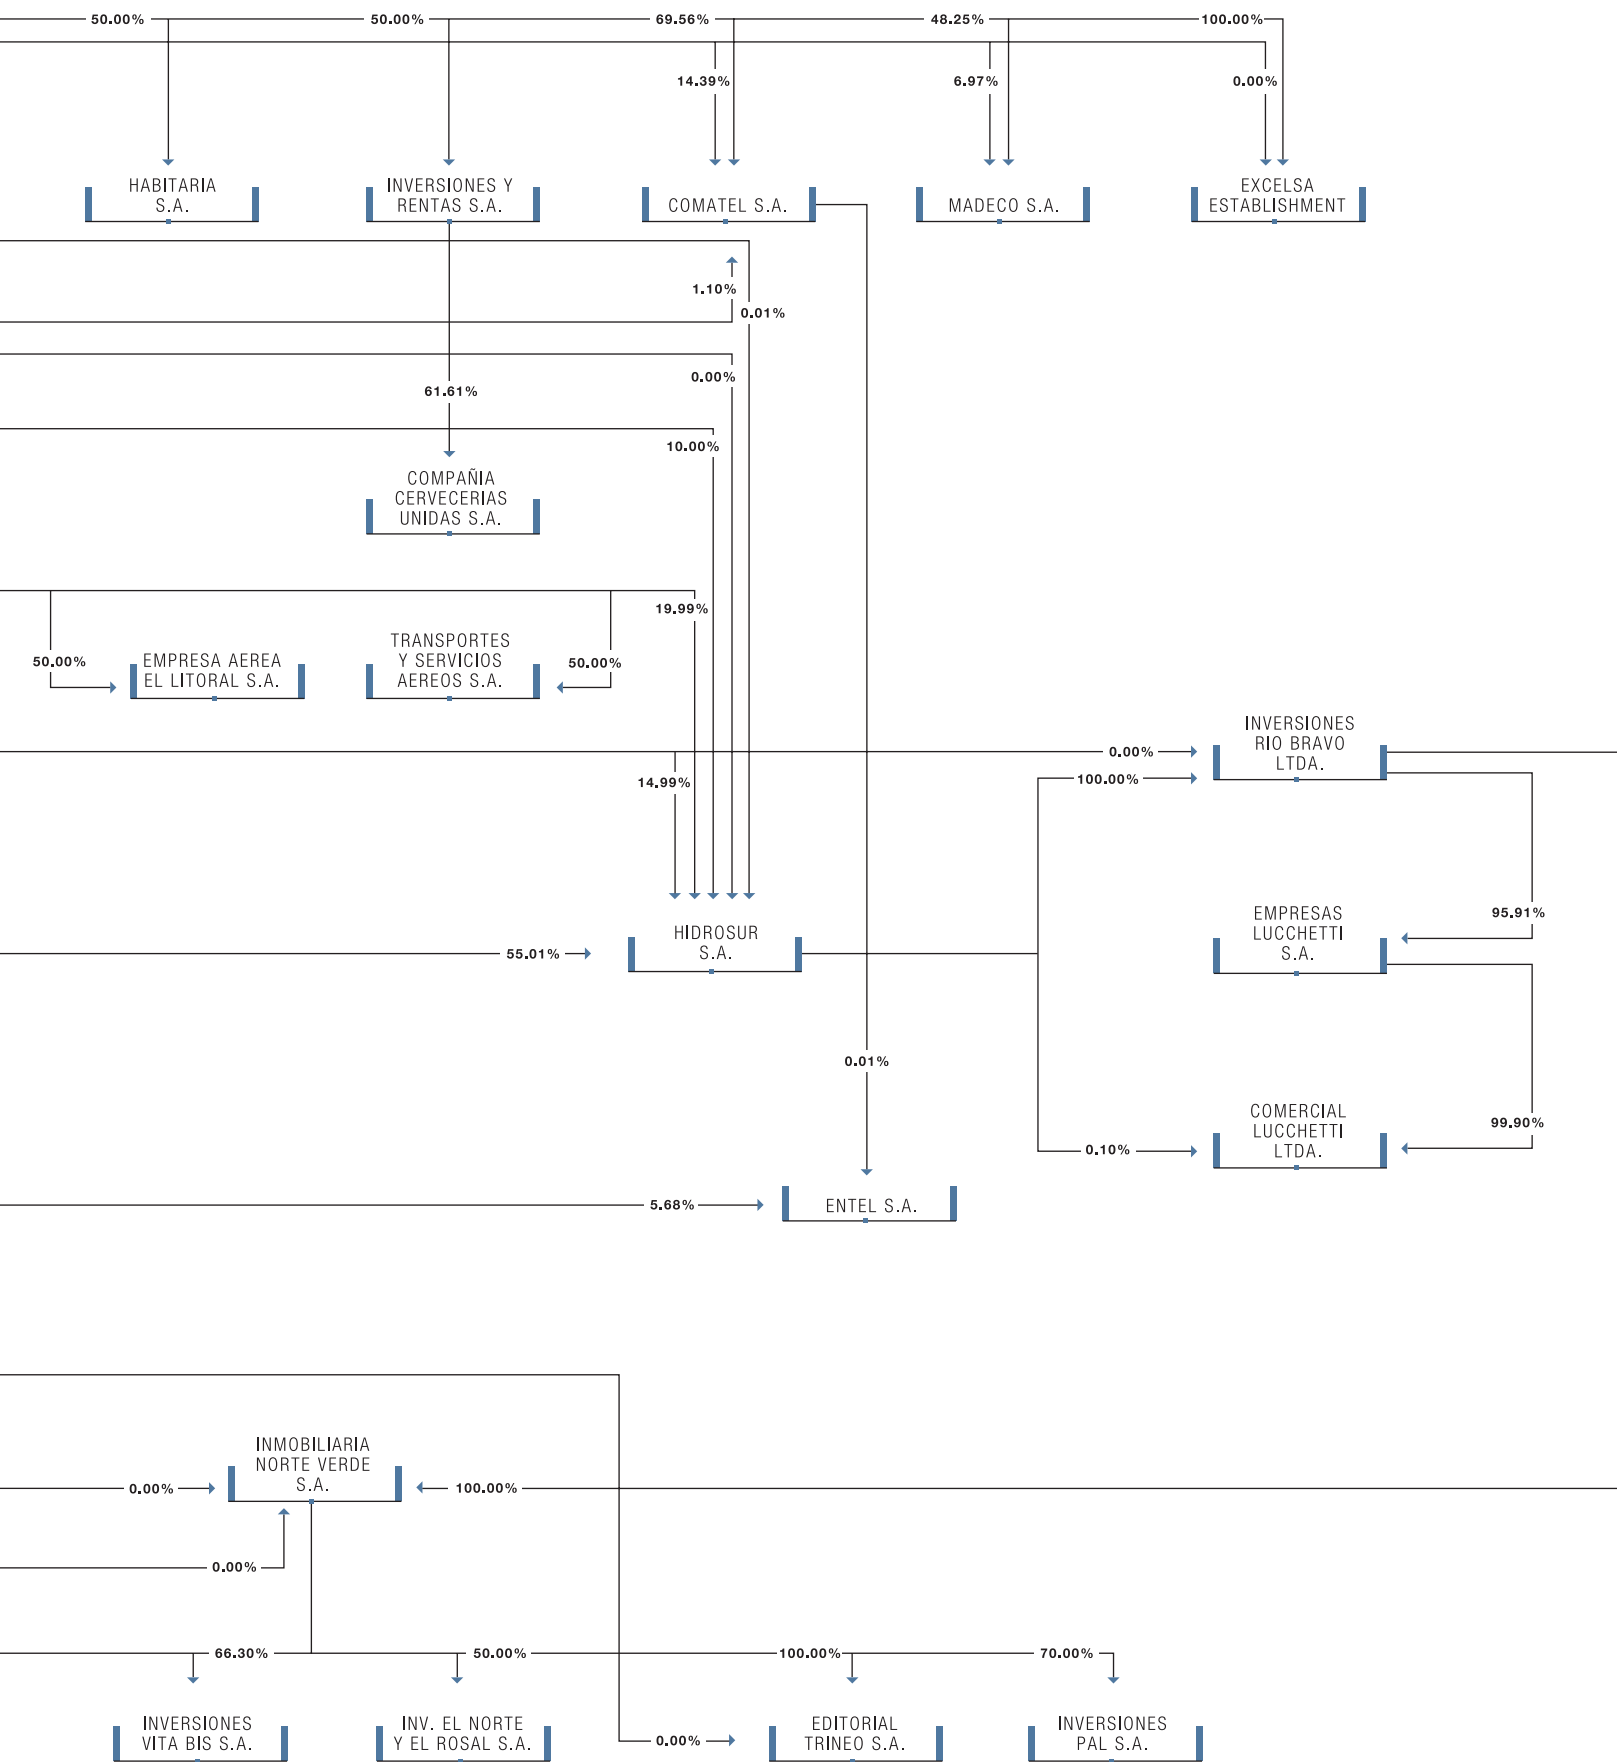 50.00% 50.00% 69.56% 48.25% 100.00%
14.39% 6.97% 0.00%
HABITARIA
S.A.
INVERSIONES Y
RENTAS S.A.
COMATEL S.A.
MADECO S.A.
EXCELSA
ESTABLISHMENT
1.10%
0.01%
0.00%
61.61%
10.00%
COMPAÑIA
CERVECERIAS
UNIDAS S.A.
19.99%
50.00%
EMPRESA AEREA
EL LITORAL S.A.
TRANSPORTES
Y SERVICIOS
AEREOS S.A.
50.00%
INVERSIONES
RIO BRAVO
LTDA.
0.00%
14.99%
100.00%
EMPRESAS
LUCCHETTI
S.A.
95.91%
HIDROSUR
S.A.
55.01%
0.01%
COMERCIAL
LUCCHETTI
LTDA.
99.90%
0.10%
5.68%
ENTEL S.A.
INMOBILIARIA
NORTE VERDE
S.A.
0.00%
100.00%
0.00%
66.30% 50.00% 100.00% 70.00%
INVERSIONES
VITA BIS S.A.
INV. EL NORTE
Y EL ROSAL S.A.
0.00%
EDITORIAL
TRINEO S.A.
INVERSIONES
PAL S.A.